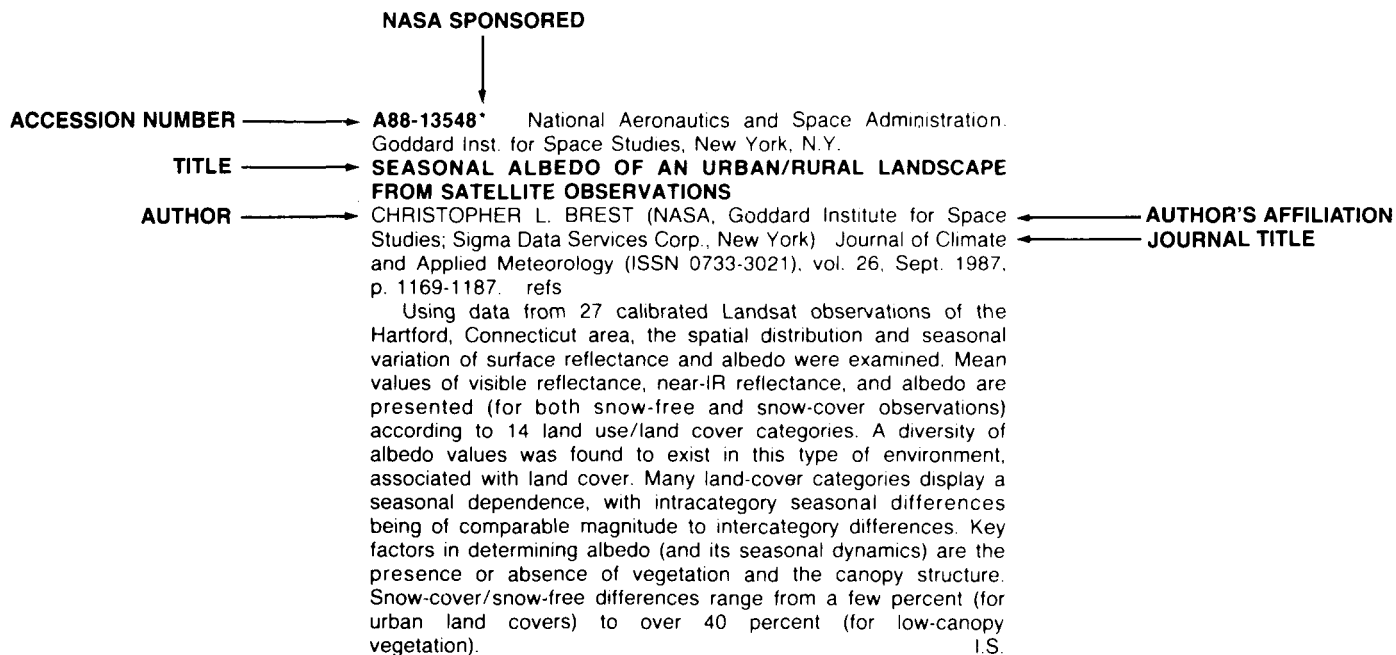 NASA SPONSORED
ACCESSION NUMBER
A88-13548* National Aeronautics and Space Administration.
Goddard Inst. for Space Studies, New York, N.Y.
TITLE
SEASONAL ALBEDO OF AN URBAN/RURAL LANDSCAPE
FROM SATELLITE OBSERVATIONS
AUTHOR
CHRISTOPHER L. BREST (NASA, Goddard Institute for Space
AUTHOR'S AFFILIATION
Studies; Sigma Data Services Corp., New York) Journal of Climate
JOURNAL TITLE
and Applied Meteorology (ISSN 0733-3021), vol. 26, Sept. 1987,
p. 1169-1187. refs
Using data from 27 calibrated Landsat observations of the
Hartford, Connecticut area, the spatial distribution and seasonal
variation of surface reflectance and albedo were examined. Mean
values of visible reflectance, near-IR reflectance, and albedo are
presented (for both snow-free and snow-cover observations)
according to 14 land use/land cover categories. A diversity of
albedo values was found to exist in this type of environment,
associated with land cover. Many land-cover categories display a
seasonal dependence, with intracategory seasonal differences
being of comparable magnitude to intercategory differences. Key
factors in determining albedo (and its seasonal dynamics) are the
presence or absence of vegetation and the canopy structure.
Snow-cover/snow-free differences range from a few percent (for
urban land covers) to over 40 percent (for low-canopy
vegetation). I.S.